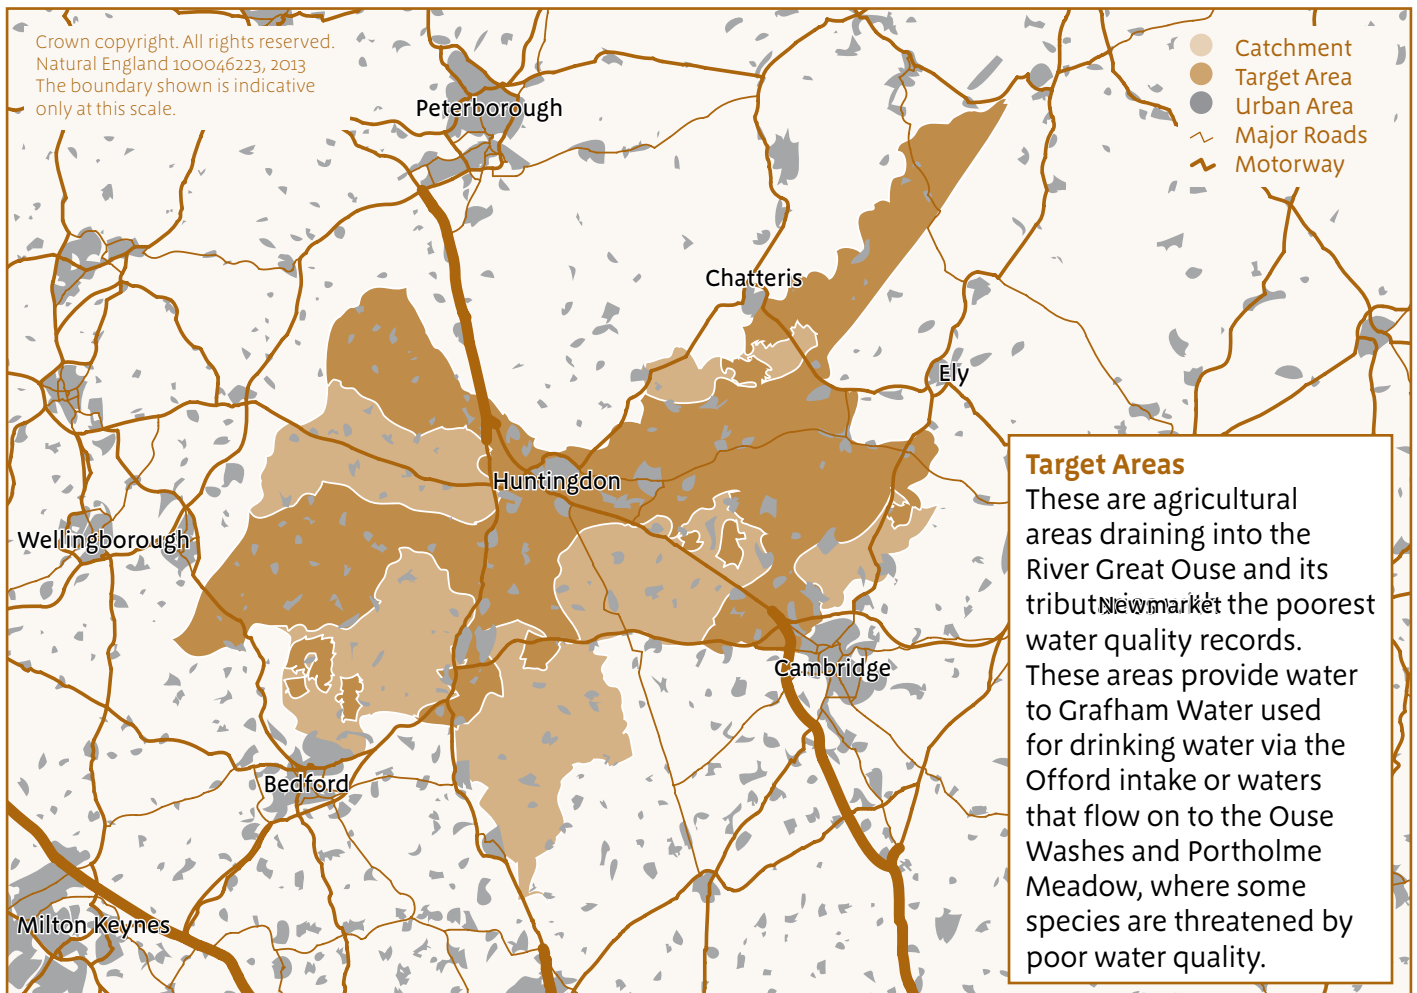 Crown copyright. All rights reserved.
Natural England 100046223, 2013
The boundary shown is indicative
only at this scale.
Catchment
Target Area
Urban Area
Major Roads
Motorway
Peterborough
Chatteris
Ely
Huntingdon
Wellingborough
Cambridge
Bedford
Milton Keynes
Target Areas
These are agricultural
areas draining into the
River Great Ouse and its
Newmarket the poorest
water quality records.
These areas provide water
to Grafham Water used
for drinking water via the
Offord intake or waters
that flow on to the Ouse
Washes and Portholme
Meadow, where some
species are threatened by
poor water quality.